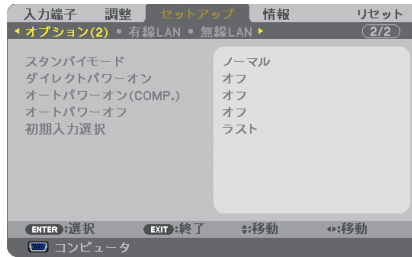 入力端子 調整 セットアップ 情報 リセット
オプション(2) • 有線LAN • 無線LAN 2/2
スタンバイモード ノーマル
ダイレクトパワーオン オフ
オートパワーオン(COMP.) オフ
オートパワーオフ オフ
初期入力選択 ラスト
ENTER:選択 EXIT:終了 :移動 :移動
コンピュータ